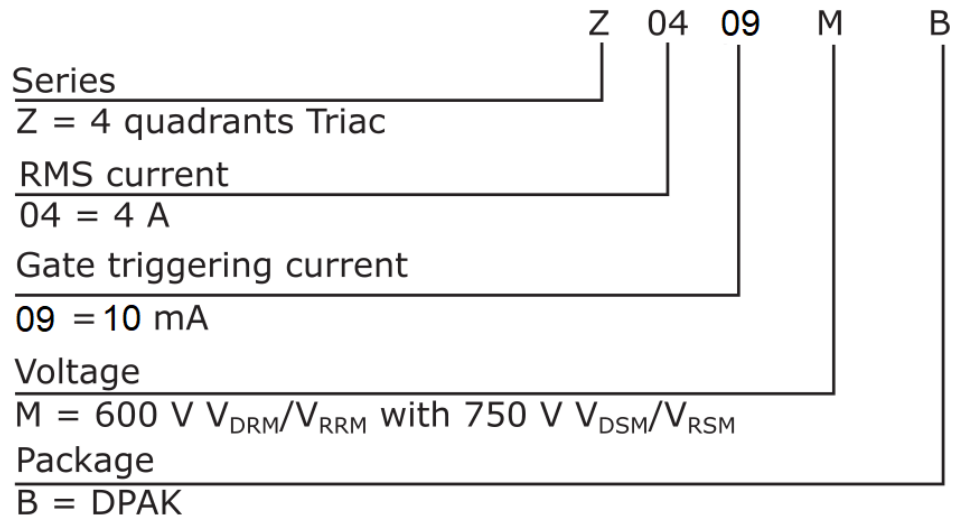 Z 04 09 M B
Series
Z = 4 quadrants Triac
RMS current
04 = 4 A
Gate triggering current
09 = 10 mA
Voltage
M = 600 V VDRM/VRRM with 750 V VDSM/VRSM
Package
B = DPAK